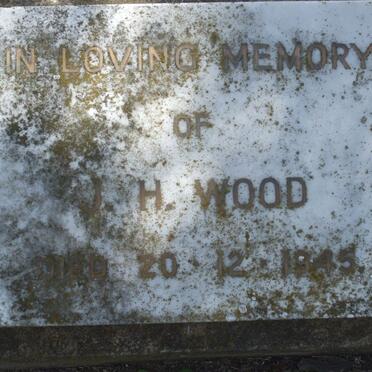 IN LOVING MEMORY
OF
J. H. WOOD
DIED 20 · 12 · 1945.